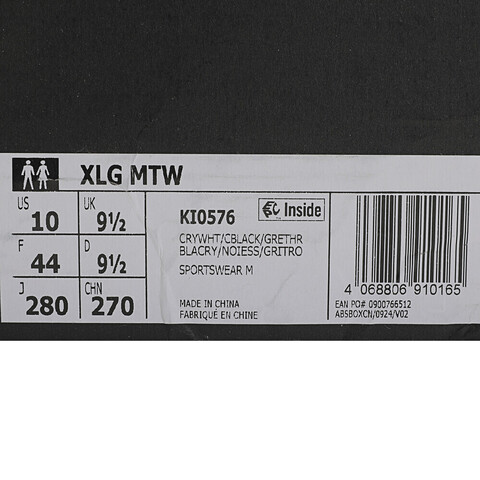 XLG MTW
US 10 UK 9½
F 44 D 9½
J 280 CHN 270
KI0576 Inside
CRYWHT/CBLACK/GRETHR
BLACRY/NOIESS/GRITRO
SPORTSWEAR M
MADE IN CHINA
FABRIQUÉ EN CHINE
4 068806 910165
EAN PO# 0900766512
ABSBOXCN/0924/V02